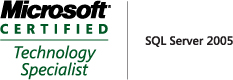 Microsoft
CERTIFIED
Technology
Specialist
SQL Server 2005